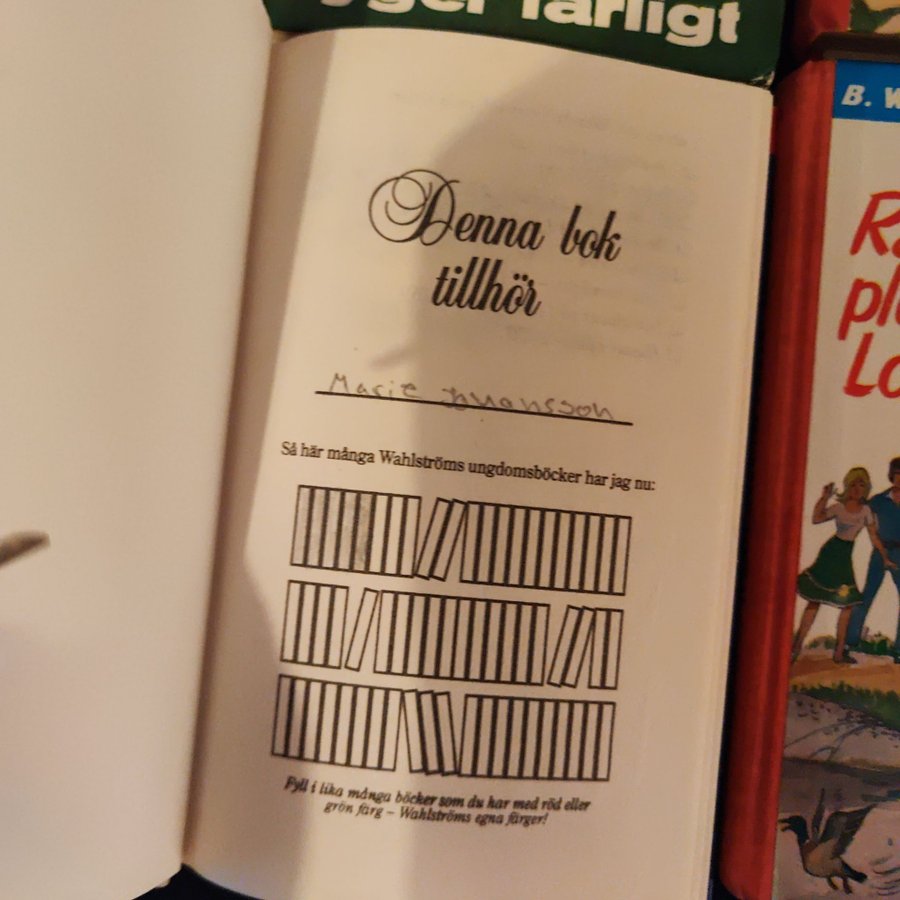 farligt
Denna bok
tillhör
Marie Johansson
Så här många Wahlströms ungdomsböcker har jag nu:
Fyll i lika många böcker som du har med röd eller
grön färg – Wahlströms egna färger!
B.